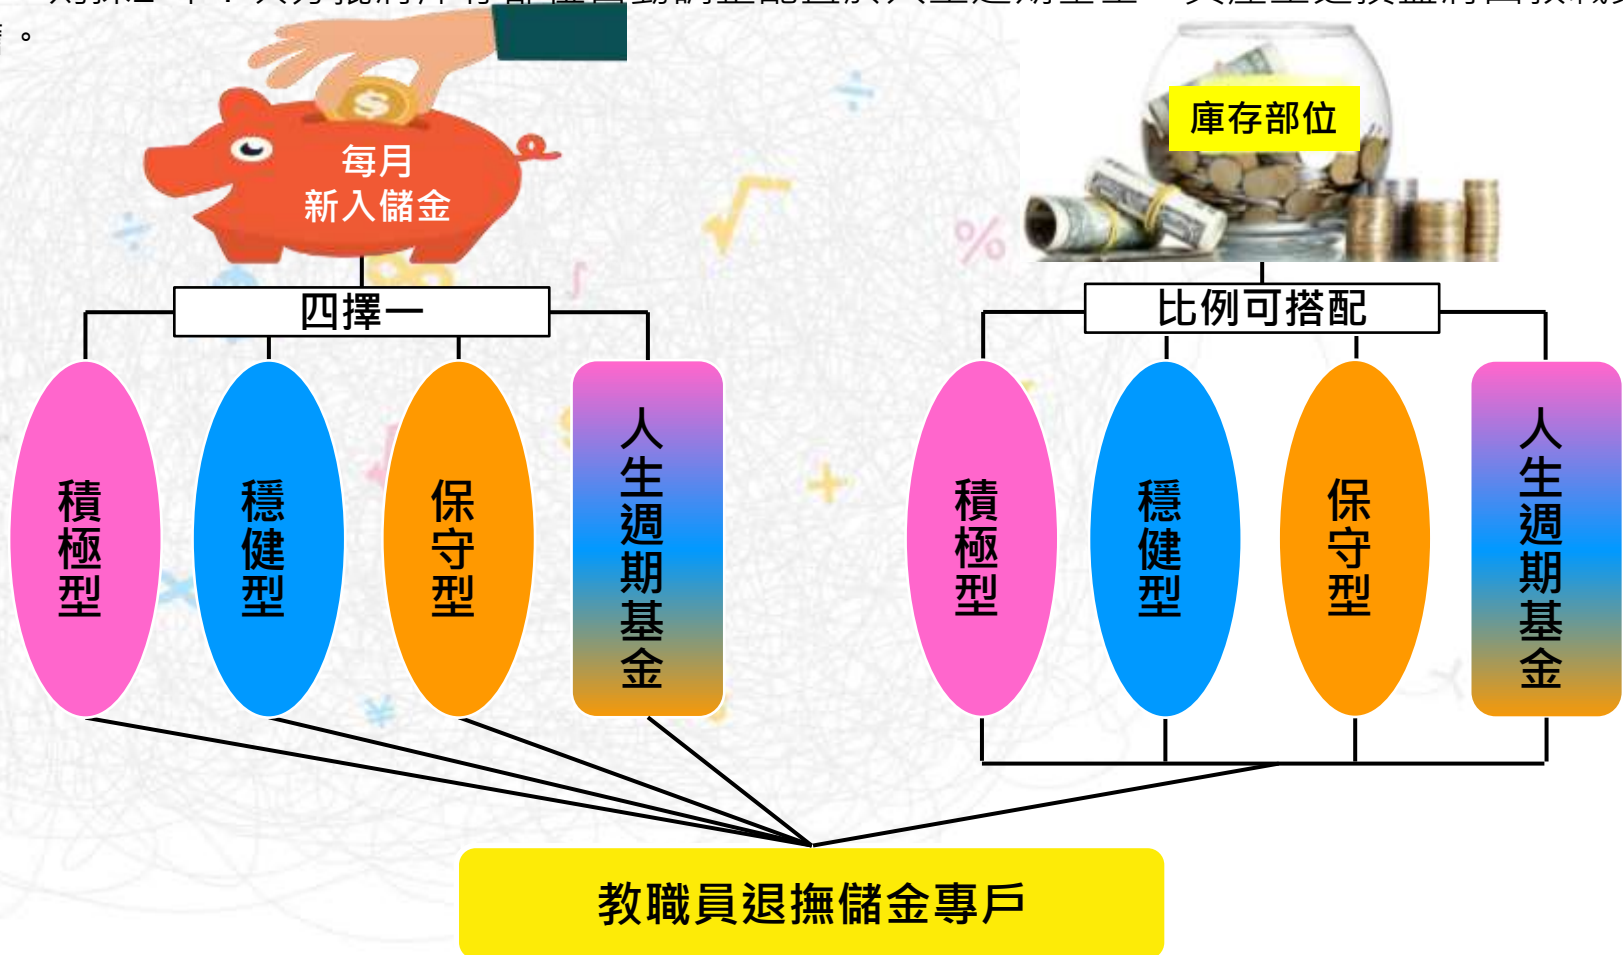 每月
新入儲金
庫存部位
四擇一
比例可搭配
積極型
穩健型
保守型
人生週期基金
積極型
穩健型
保守型
人生週期基金
教職員退撫儲金專戶